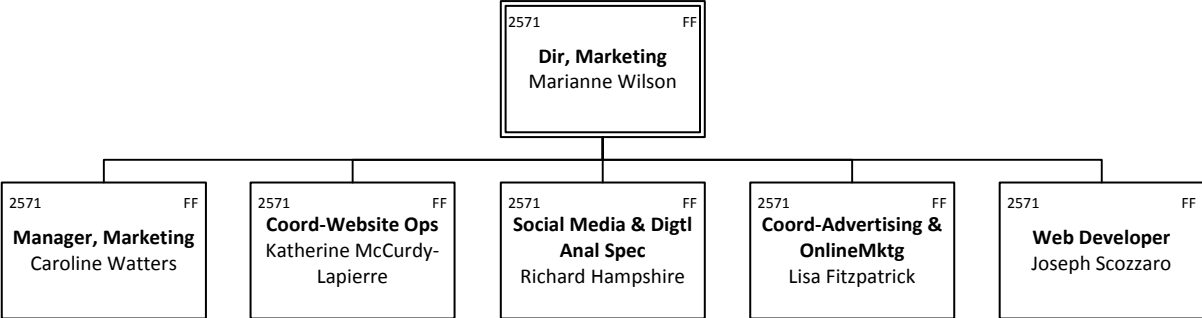 2571 FF
Dir, Marketing
Marianne Wilson
2571 FF
Manager, Marketing
Caroline Watters
2571 FF
Coord-Website Ops
Katherine McCurdy-
Lapierre
2571 FF
Social Media & Digtl
Anal Spec
Richard Hampshire
2571 FF
Coord-Advertising &
OnlineMktg
Lisa Fitzpatrick
2571 FF
Web Developer
Joseph Scozzaro